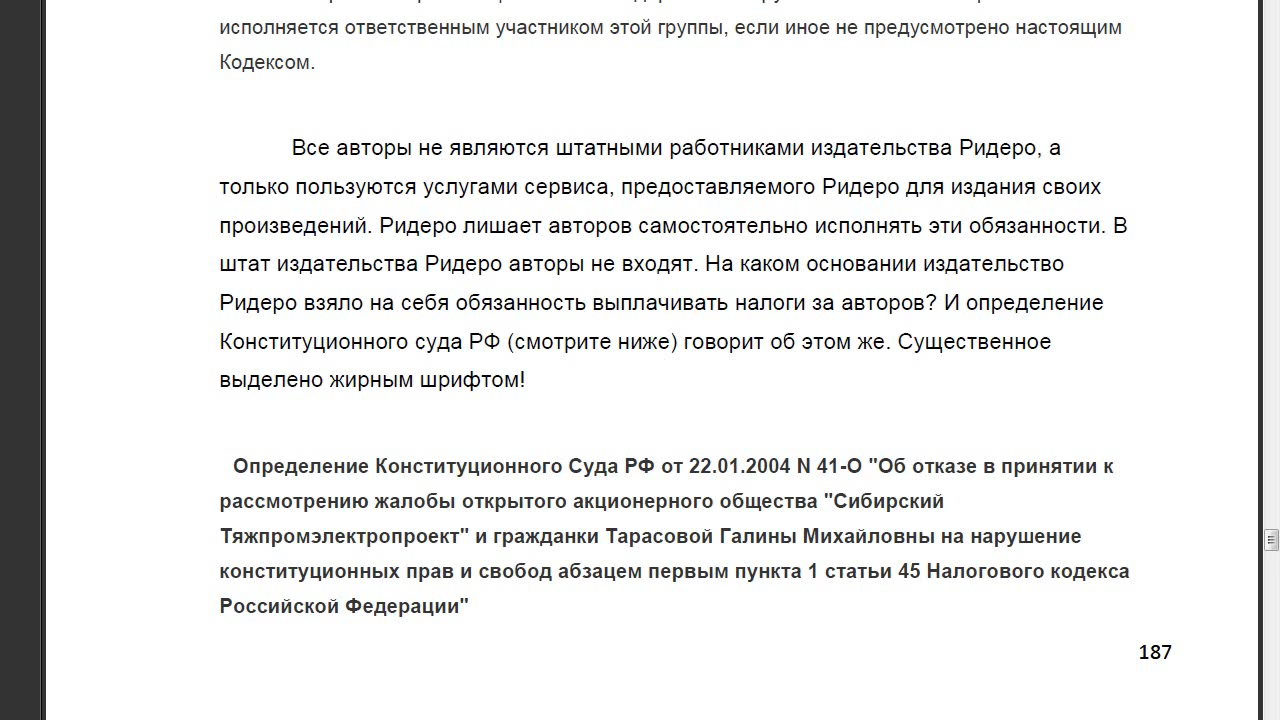 исполняется ответственным участником этой группы, если иное не предусмотрено настоящим
Кодексом.
Все авторы не являются штатными работниками издательства Ридеро, а
только пользуются услугами сервиса, предоставляемого Ридеро для издания своих
произведений. Ридеро лишает авторов самостоятельно исполнять эти обязанности. В
штат издательства Ридеро авторы не входят. На каком основании издательство
Ридеро взяло на себя обязанность выплачивать налоги за авторов? И определение
Конституционного суда РФ (смотрите ниже) говорит об этом же. Существенное
выделено жирным шрифтом!
Определение Конституционного Суда РФ от 22.01.2004 N 41-О "Об отказе в принятии к
рассмотрению жалобы открытого акционерного общества "Сибирский
Тяжпромэлектропроект" и гражданки Тарасовой Галины Михайловны на нарушение
конституционных прав и свобод абзацем первым пункта 1 статьи 45 Налогового кодекса
Российской Федерации"
187